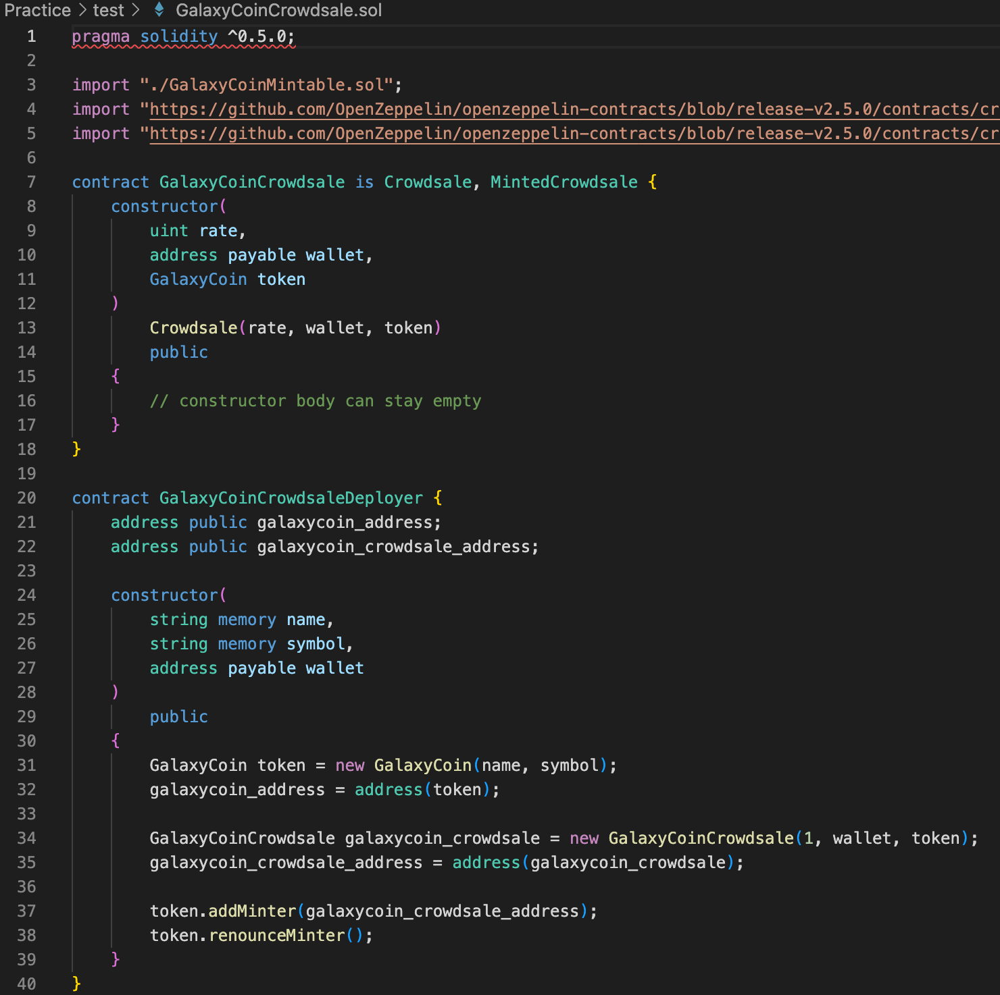 Practice > test > GalaxyCoinCrowdsale.sol
1 pragma solidity ^0.5.0;
2
3 import "./GalaxyCoinMintable.sol";
4 import "https://github.com/OpenZeppelin/openzeppelin-contracts/blob/release-v2.5.0/contracts/cr
5 import "https://github.com/OpenZeppelin/openzeppelin-contracts/blob/release-v2.5.0/contracts/cr
6
7 contract GalaxyCoinCrowdsale is Crowdsale, MintedCrowdsale {
8 constructor(
9 uint rate,
10 address payable wallet,
11 GalaxyCoin token
12 )
13 Crowdsale(rate, wallet, token)
14 public
15 {
16 // constructor body can stay empty
17 }
18 }
19
20 contract GalaxyCoinCrowdsaleDeployer {
21 address public galaxycoin_address;
22 address public galaxycoin_crowdsale_address;
23
24 constructor(
25 string memory name,
26 string memory symbol,
27 address payable wallet
28 )
29 public
30 {
31 GalaxyCoin token = new GalaxyCoin(name, symbol);
32 galaxycoin_address = address(token);
33
34 GalaxyCoinCrowdsale galaxycoin_crowdsale = new GalaxyCoinCrowdsale(1, wallet, token);
35 galaxycoin_crowdsale_address = address(galaxycoin_crowdsale);
36
37 token.addMinter(galaxycoin_crowdsale_address);
38 token.renounceMinter();
39 }
40 }